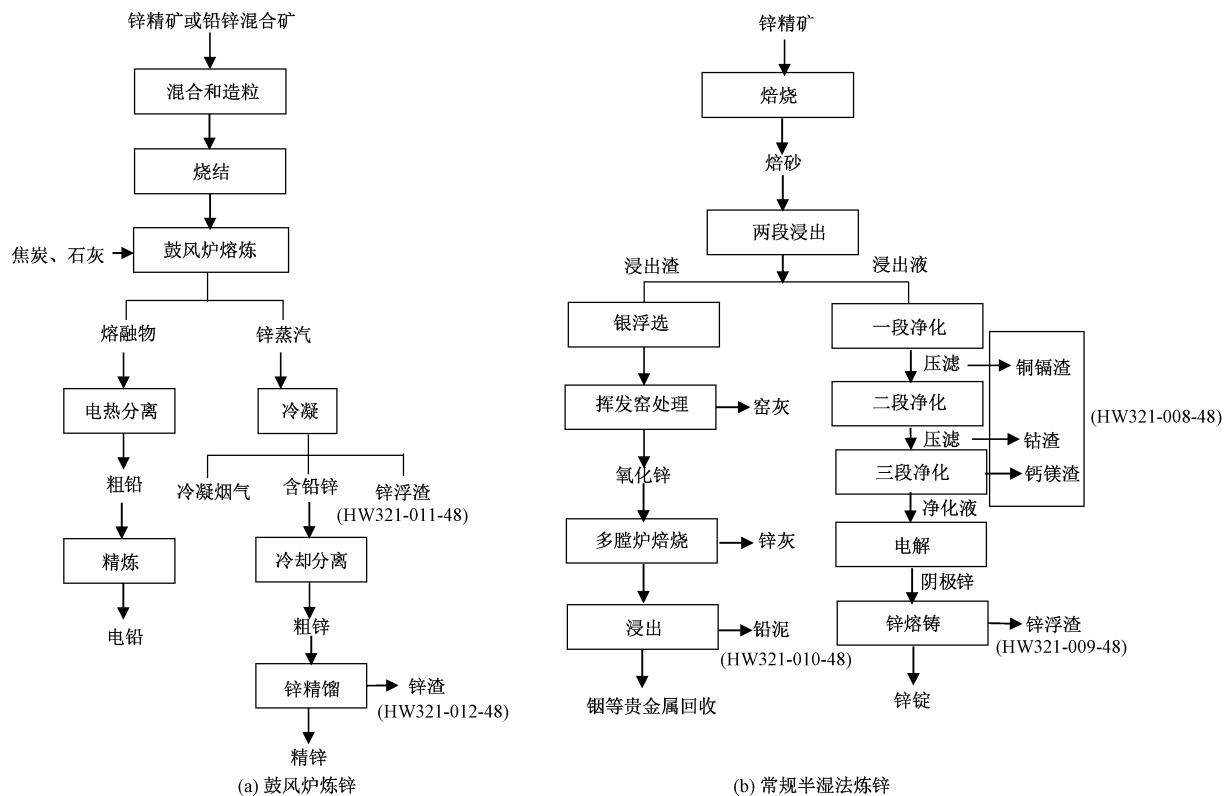 锌精矿或铅锌混合矿
混合和造粒
烧结
焦炭、石灰
鼓风炉熔炼
熔融物
锌蒸汽
电热分离
冷凝
粗铅
冷凝烟气
含铅锌
锌浮渣
(HW321-011-48)
精炼
冷却分离
电铅
粗锌
锌精馏
锌渣
(HW321-012-48)
精锌
(a) 鼓风炉炼锌
锌精矿
焙烧
焙砂
两段浸出
浸出渣
浸出液
银浮选
挥发窑处理
窑灰
氧化锌
多膛炉焙烧
锌灰
浸出
铅泥
(HW321-010-48)
铟等贵金属回收
一段净化
压滤
铜镉渣
二段净化
(HW321-008-48)
压滤
钴渣
三段净化
钙镁渣
净化液
电解
阴极锌
锌熔铸
锌浮渣
(HW321-009-48)
锌锭
(b) 常规半湿法炼锌